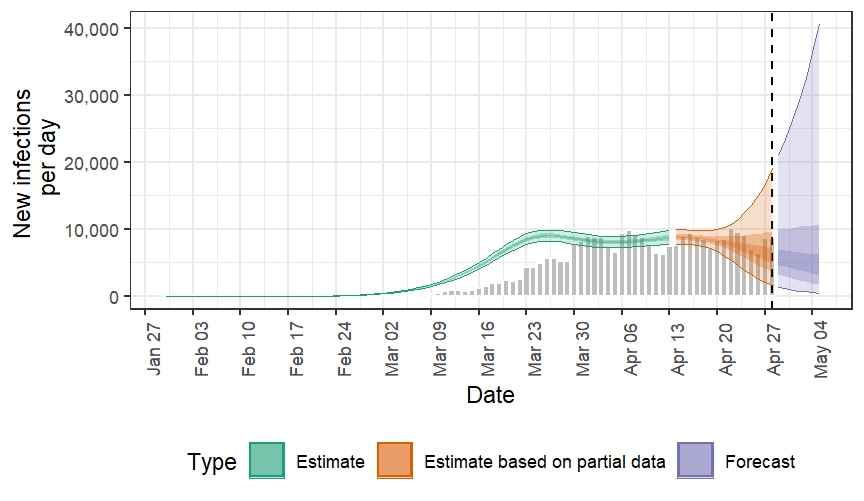 40,000
30,000
20,000
10,000
0
New infections
per day
Jan 27
Feb 03
Feb 10
Feb 17
Feb 24
Mar 02
Mar 09
Mar 16
Mar 23
Mar 30
Apr 06
Apr 13
Apr 20
Apr 27
May 04
Date
Type Estimate Estimate based on partial data Forecast